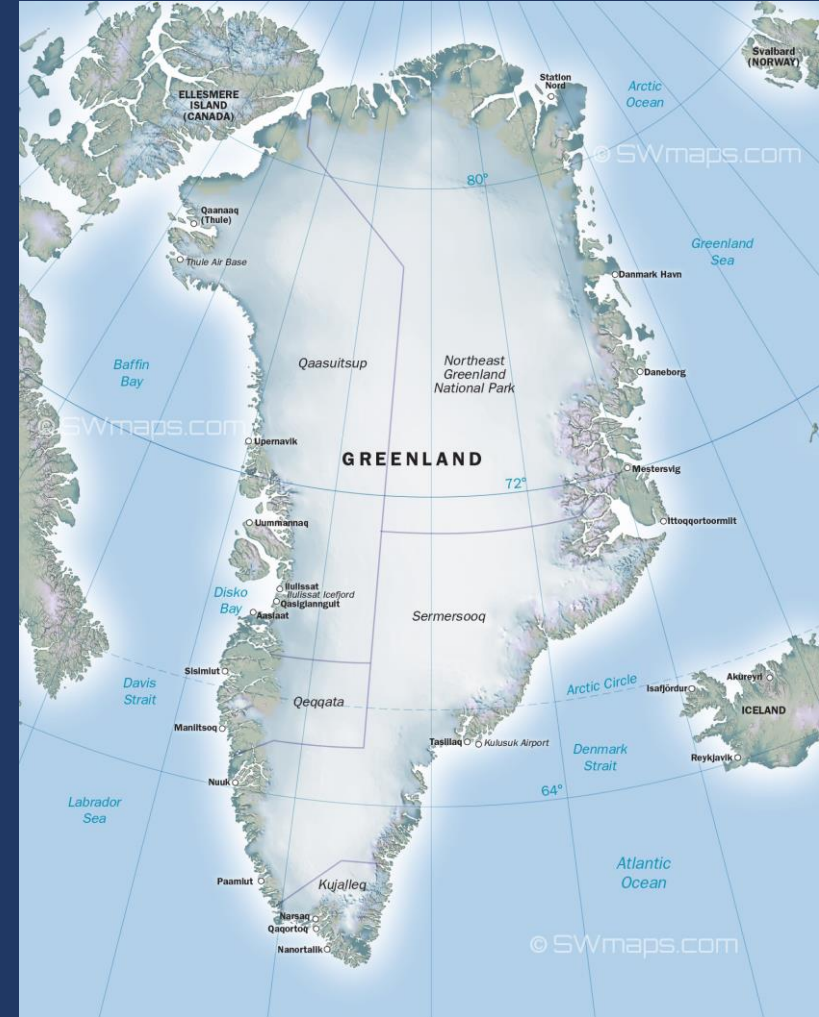 Svalbard
(NORWAY)
Station
Nord
Arctic
Ocean
ELLESMERE
ISLAND
(CANADA)
© SWmaps.com
80°
Qaanaaq
(Thule)
Greenland
Sea
Thule Air Base
Danmark Havn
Baffin
Bay
Qaasuitsup
Northeast
Greenland
National Park
Daneborg
© SWmaps.com
Upernavik
GREENLAND
Mestersvig
72°
Uummannaq
Ittoqqortoormiit
Ilulissat
Ilulissat Icefjord
Disko
Bay
Qasigiannguit
Aasiaat
Sermersooq
Sisimiut
Arctic Circle
Akureyri
Davis
Strait
Isafjördur
Qeqqata
ICELAND
Maniitsoq
Tasiilaq
Kulusuk Airport
Denmark
Strait
Reykjavik
Nuuk
64°
Labrador
Sea
Atlantic
Ocean
Paamiut
Kujalleq
Narsaq
Qaqortoq
Nanortalik
© SWmaps.com